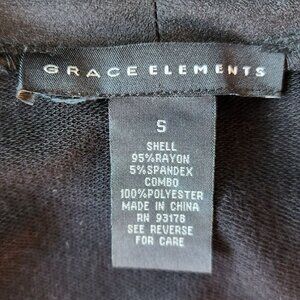 GRACE ELEMENTS
S
SHELL
95%RAYON
5%SPANDEX
COMBO
100%POLYESTER
MADE IN CHINA
RN 93178
SEE REVERSE
FOR CARE